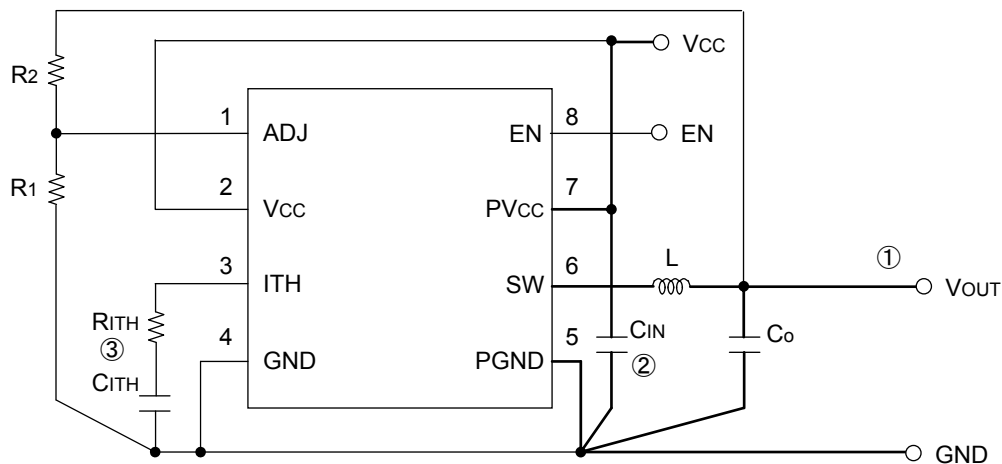 VCC
R2
1
ADJ
EN
8
EN
R1
2
VCC
PVCC
7
L
①
3
ITH
SW
6
VOUT
RITH
③
4
GND
PGND
5
CIN
②
Co
CITH
GND